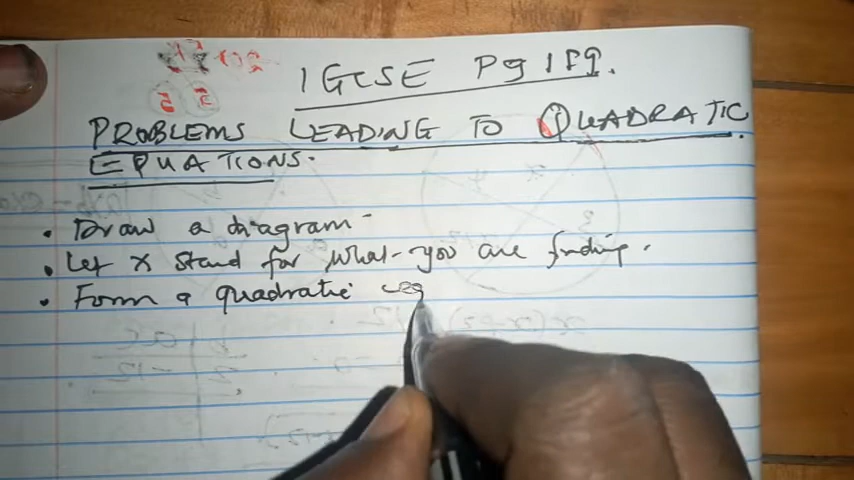 IGCSE Pg 189.
PROBLEMS LEADING TO QUADRATIC
EQUATIONS.
• Draw a diagram
• Let x stand for what you are finding.
• Form a quadratic eq